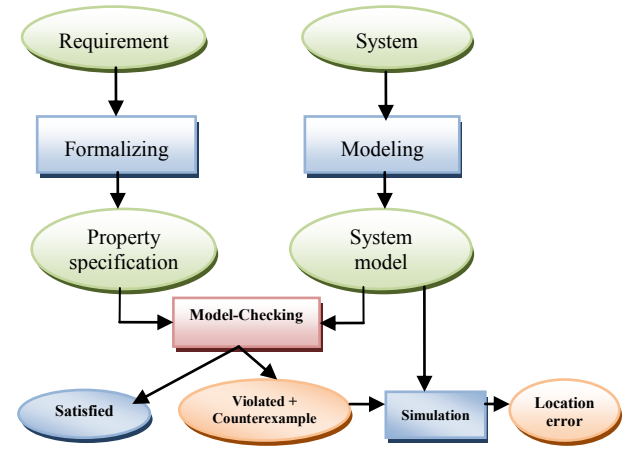 Requirement
System
Formalizing
Modeling
Property
specification
System
model
Model-Checking
Satisfied
Violated +
Counterexample
Simulation
Location
error